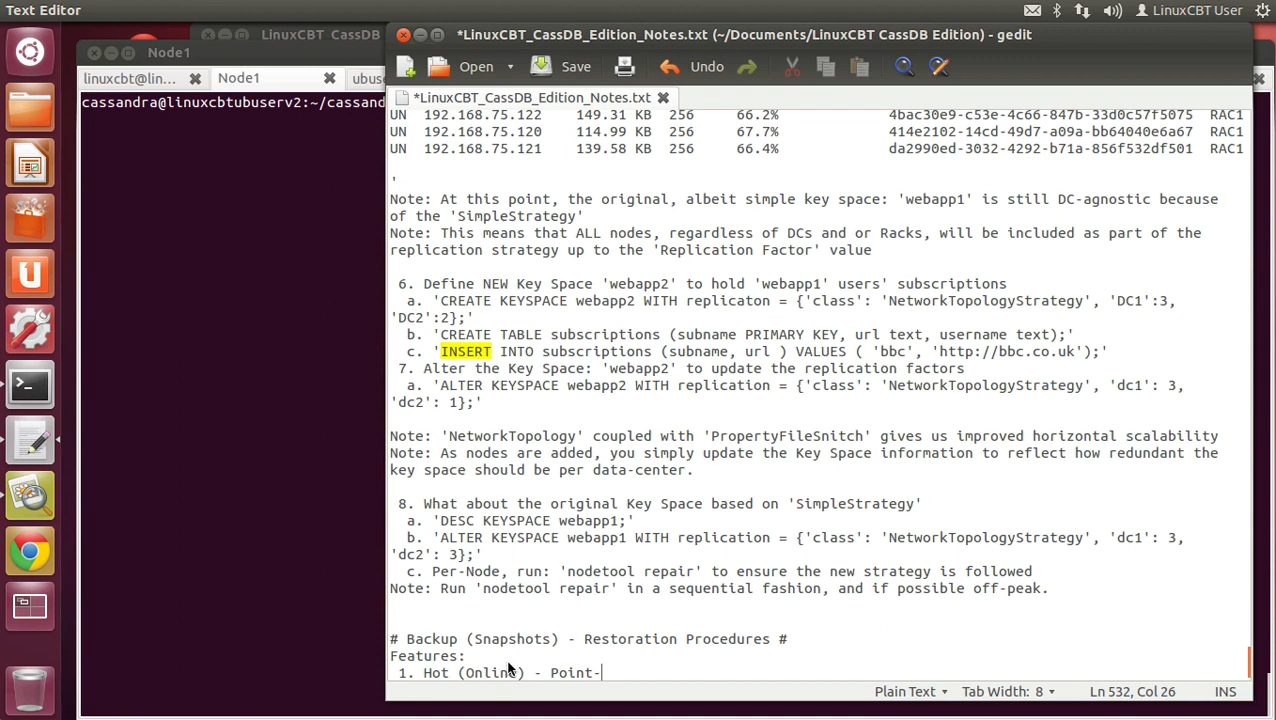 Text Editor
LinuxCBT User
LinuxCBT CassDB
Node1
linuxcbt@lin...
Node1
ubuse
cassandra@linuxcbtubuserv2:~/cassand
*LinuxCBT_CassDB_Edition_Notes.txt (~/Documents/LinuxCBT CassDB Edition) - gedit
Open
Save
Undo
*LinuxCBT_CassDB_Edition_Notes.txt
UN 192.168.75.122 149.31 KB 256 66.2% 4bac30e9-c53e-4c66-847b-33d0c57f5075 RAC1
UN 192.168.75.120 114.99 KB 256 67.7% 414e2102-14cd-49d7-a09a-bb64040e6a67 RAC1
UN 192.168.75.121 139.58 KB 256 66.4% da2990ed-3032-4292-b71a-856f532df501 RAC1
'
Note: At this point, the original, albeit simple key space: 'webapp1' is still DC-agnostic because
of the 'SimpleStrategy'
Note: This means that ALL nodes, regardless of DCs and or Racks, will be included as part of the
replication strategy up to the 'Replication Factor' value
6. Define NEW Key Space 'webapp2' to hold 'webapp1' users' subscriptions
a. 'CREATE KEYSPACE webapp2 WITH replicaton = {'class': 'NetworkTopologyStrategy', 'DC1':3,
'DC2':2};'
b. 'CREATE TABLE subscriptions (subname PRIMARY KEY, url text, username text);'
c. 'INSERT INTO subscriptions (subname, url ) VALUES ( 'bbc', 'http://bbc.co.uk');'
7. Alter the Key Space: 'webapp2' to update the replication factors
a. 'ALTER KEYSPACE webapp2 WITH replication = {'class': 'NetworkTopologyStrategy', 'dc1': 3,
'dc2': 1};'
Note: 'NetworkTopology' coupled with 'PropertyFileSnitch' gives us improved horizontal scalability
Note: As nodes are added, you simply update the Key Space information to reflect how redundant the
key space should be per data-center.
8. What about the original Key Space based on 'SimpleStrategy'
a. 'DESC KEYSPACE webapp1;'
b. 'ALTER KEYSPACE webapp1 WITH replication = {'class': 'NetworkTopologyStrategy', 'dc1': 3,
'dc2': 3};'
c. Per-Node, run: 'nodetool repair' to ensure the new strategy is followed
Note: Run 'nodetool repair' in a sequential fashion, and if possible off-peak.
# Backup (Snapshots) - Restoration Procedures #
Features:
1. Hot (Online) - Point-
Plain Text
Tab Width: 8
Ln 532, Col 26
INS